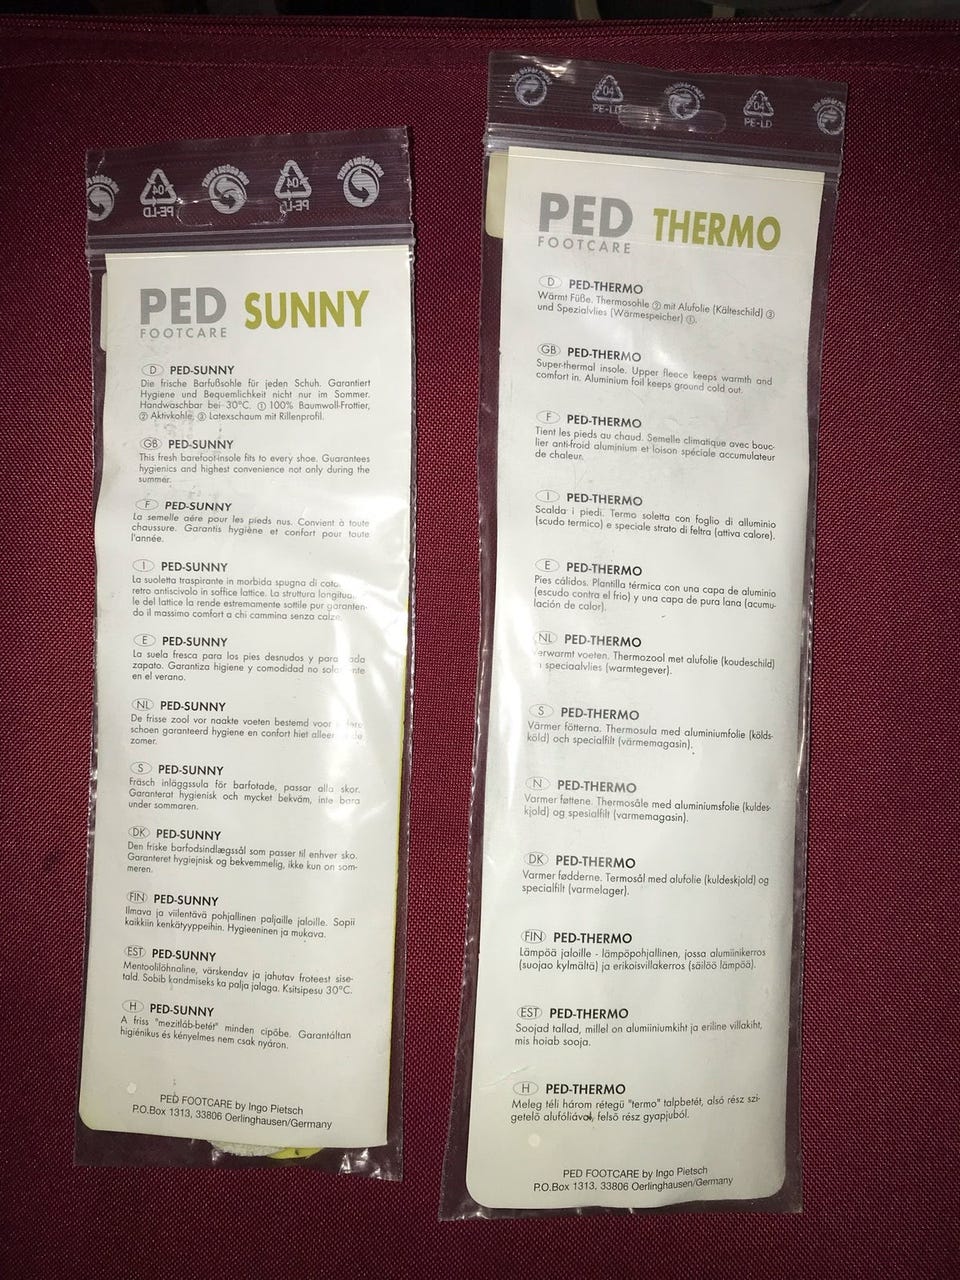 04
PE-LD
04
PE-LD
PED SUNNY
FOOTCARE
D PED-SUNNY
Die frische Barfußsohle für jeden Schuh. Garantiert
Hygiene und Bequemlichkeit nicht nur im Sommer.
Handwaschbar bei 30°C. ① 100% Baumwoll-Frottier,
② Aktivkohle, ③ Latexschaum mit Rillenprofil.
GB PED-SUNNY
This fresh barefoot-insole fits to every shoe. Guarantees
hygienics and highest convenience not only during the
summer.
F PED-SUNNY
La semelle aére pour les pieds nus. Convient à toute
chaussure. Garantis hygiène et confort pour toute
l'année.
I PED-SUNNY
La suoletta traspirante in morbida spugna di
retro antiscivolo in soffice lattice. La struttura
le del lattice la rende estremamente sottile pur garanten-
do il massimo comfort a chi cammina senza calze.
E PED-SUNNY
La suela fresca para los pies desnudos y para
zapato. Garantiza higiene y comodidad no
en el verano.
NL PED-SUNNY
De frisse zool vor naakte voeten bestemd voor
schoen garanteerd hygiene en confort hiet alleen
zomer.
S PED-SUNNY
Fräsch inläggssula för barfotade, passar alla skor.
Garanterat hygienisk och mycket bekväm, inte bara
under sommaren.
DK PED-SUNNY
Den friske barfodsindlægssål som passer til enhver sko.
Garanteret hygiejnisk og bekvemmelig, ikke kun on som-
meren.
FIN PED-SUNNY
Ilmava ja viilentävä pohjallinen paljaille jaloille. Sopii
kaikkiin kenkätyyppeihin. Hygieeninen ja mukava.
EST PED-SUNNY
Mentoolilõhnaline, värskendav ja jahutav froteest sise-
tald. Sobib kandmiseks ka palja jalaga. Käsitsipesu 30°C.
H PED-SUNNY
A friss "mezitláb-betét" minden cipőbe. Garantáltan
higiénikus és kényelmes nem csak nyáron.
PED FOOTCARE by Ingo Pietsch
P.O.Box 1313, 33806 Oerlinghausen/Germany
04
PE-LD
04
PE-LD
PED THERMO
FOOTCARE
D PED-THERMO
Wärmt Füße. Thermosohle ② mit Alufolie (Kälteschild) ③
und Spezialvlies (Wärmespeicher) ①.
GB PED-THERMO
Super-thermal insole. Upper fleece keeps warmth and
comfort in. Aluminium foil keeps ground cold out.
F PED-THERMO
Tient les pieds au chaud. Semelle climatique avec bouc-
lier anti-froid aluminium et loison spéciale accumulateur
de chaleur.
I PED-THERMO
Scalda i piedi. Termo soletta con foglio di alluminio
(scudo termico) e speciale strato di feltra (attiva calore).
E PED-THERMO
Pies cálidos. Plantilla térmica con una capa de aluminio
(escudo contra el frio) y una capa de pura lana (acumu-
lación de calor).
NL PED-THERMO
verwarmt voeten. Thermozool met alufolie (koudeschild)
speciaalvlies (warmtegever).
S PED-THERMO
Värmer fötterna. Thermosula med aluminiumfolie (kölds-
köld) och specialfilt (värmemagasin).
N PED-THERMO
Varmer føttene. Thermosåle med aluminiumsfolie (kuldes-
kjold) og spesialfilt (varmemagasin).
DK PED-THERMO
Varmer fødderne. Termosål med alufolie (kuldeskjold) og
specialfilt (varmelager).
FIN PED-THERMO
Lämpöä jaloille - lämpöpohjallinen, jossa alumiinikerros
(suojao kylmältä) ja erikoisvillakerros (säilöö lämpöä).
EST PED-THERMO
Soojad tallad, millel on alumiiniumkiht ja eriline villakiht,
mis hoiab sooja.
H PED-THERMO
Meleg téli három rétegü "termo" talpbetét, alsó rész szi-
getelő alufóliával, felső rész gyapjuból.
PED FOOTCARE by Ingo Pietsch
P.O.Box 1313, 33806 Oerlinghausen/Germany